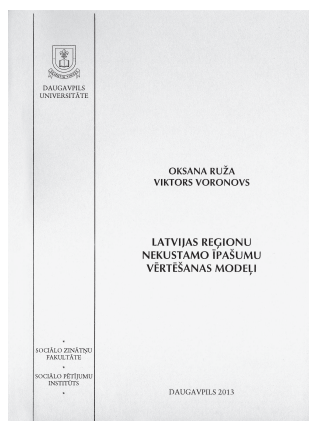 DAUGAVPILS
UNIVERSITĀTE
OKSANA RUŽA
VIKTORS VORONOVS
LATVIJAS REĢIONU
NEKUSTAMO ĪPAŠUMU
VĒRTĒŠANAS MODEĻI
SOCIĀLO ZINĀTŅU
FAKULTĀTE
SOCIĀLO PĒTĪJUMU
INSTITŪTS
DAUGAVPILS 2013